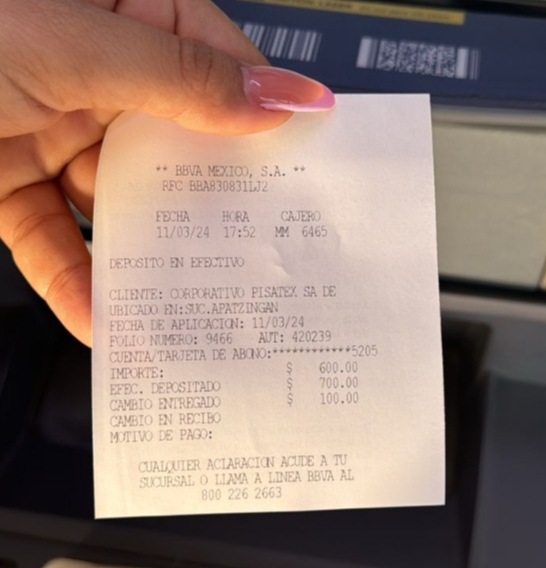 ** BBVA MEXICO, S.A. **
RFC BBA830831LJ2
FECHA HORA CAJERO
11/03/24 17:52 MM 6465
DEPOSITO EN EFECTIVO
CLIENTE: CORPORATIVO PISATEX SA DE
UBICADO EN:SUC.APATZINGAN
FECHA DE APLICACION: 11/03/24
FOLIO NUMERO: 9466 AUT: 420239
CUENTA/TARJETA DE ABONO:************5205
IMPORTE: $ 600.00
EFEC. DEPOSITADO $ 700.00
CAMBIO ENTREGADO $ 100.00
CAMBIO EN RECIBO
MOTIVO DE PAGO:
CUALQUIER ACLARACION ACUDE A TU
SUCURSAL O LLAMA A LINEA BBVA AL
800 226 2663